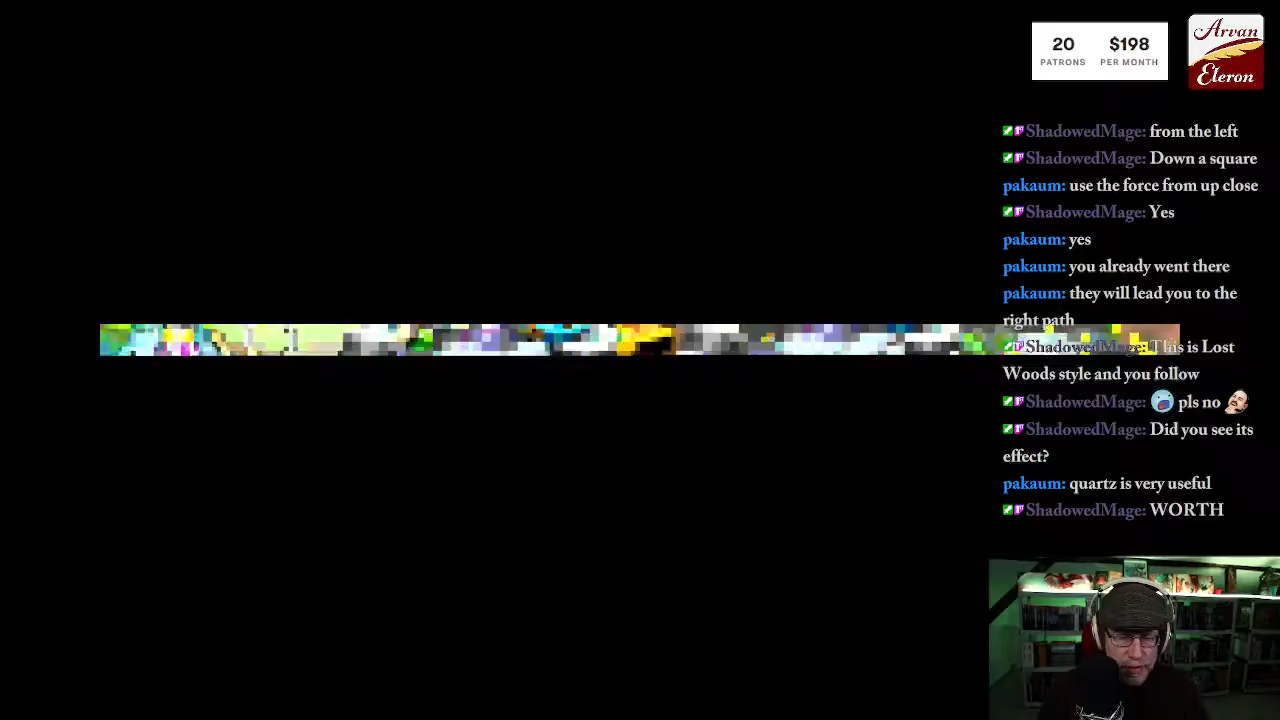 20 $198
PATRONS PER MONTH
Arvan
Eleron
ShadowedMage: from the left
ShadowedMage: Down a square
pakaum: use the force from up close
ShadowedMage: Yes
pakaum: yes
pakaum: you already went there
pakaum: they will lead you to the
right path
ShadowedMage: This is Lost
Woods style and you follow
ShadowedMage: pls no
ShadowedMage: Did you see its
effect?
pakaum: quartz is very useful
ShadowedMage: WORTH